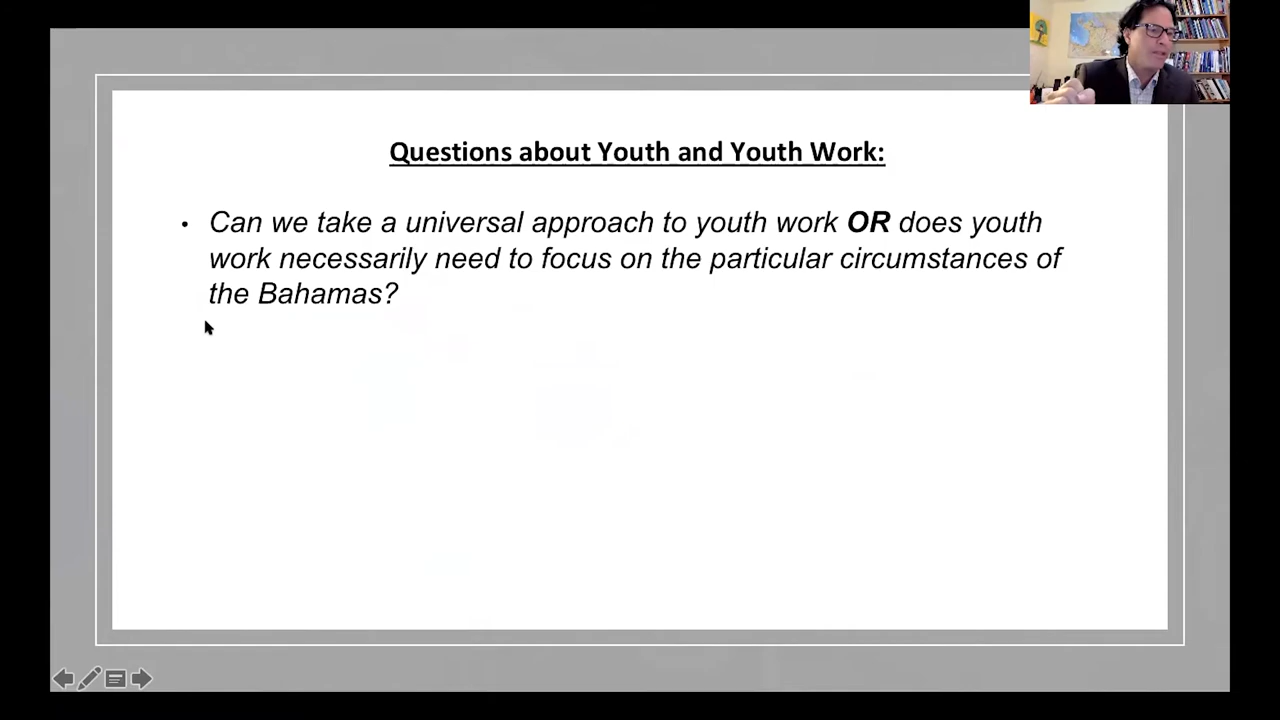 Questions about Youth and Youth Work:
• Can we take a universal approach to youth work OR does youth
work necessarily need to focus on the particular circumstances of
the Bahamas?